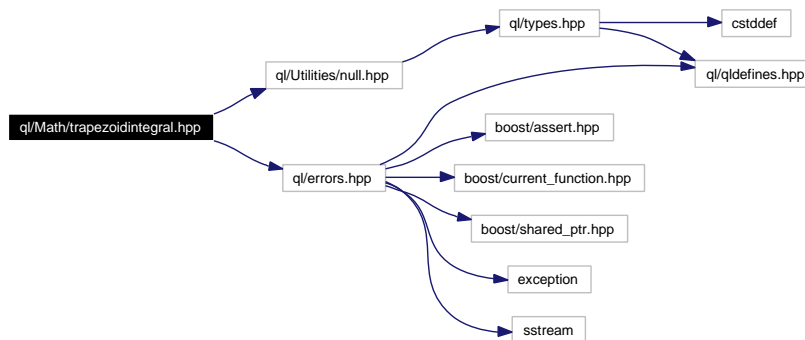 ql/types.hpp
cstddef
ql/Utilities/null.hpp
ql/qldefines.hpp
ql/Math/trapezoidintegral.hpp
boost/assert.hpp
ql/errors.hpp
boost/current_function.hpp
boost/shared_ptr.hpp
exception
sstream